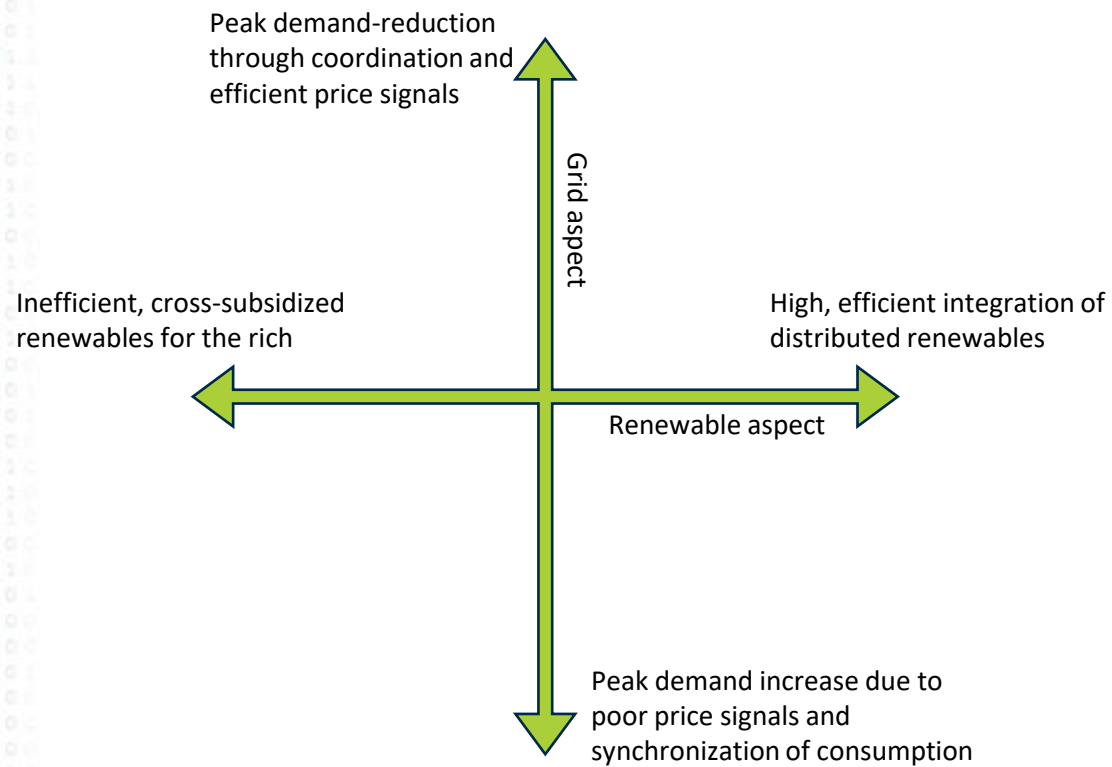 Peak demand-reduction
through coordination and
efficient price signals
Grid aspect
Inefficient, cross-subsidized
renewables for the rich
High, efficient integration of
distributed renewables
Renewable aspect
Peak demand increase due to
poor price signals and
synchronization of consumption